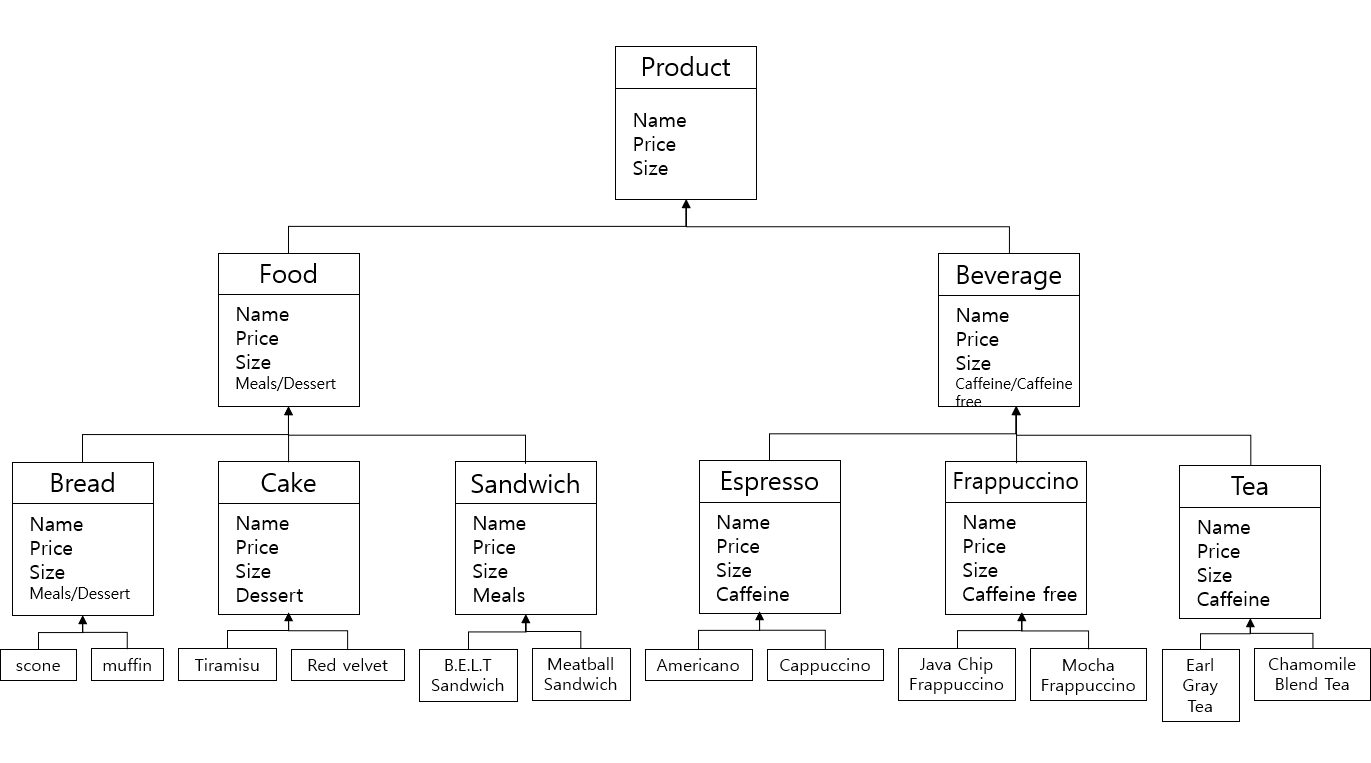 Product
Name
Price
Size
Food
Name
Price
Size
Meals/Dessert
Beverage
Name
Price
Size
Caffeine/Caffeine
free
Bread
Name
Price
Size
Meals/Dessert
Cake
Name
Price
Size
Dessert
Sandwich
Name
Price
Size
Meals
Espresso
Name
Price
Size
Caffeine
Frappuccino
Name
Price
Size
Caffeine free
Tea
Name
Price
Size
Caffeine
scone
muffin
Tiramisu
Red velvet
B.E.L.T
Sandwich
Meatball
Sandwich
Americano
Cappuccino
Java Chip
Frappuccino
Mocha
Frappuccino
Earl
Gray
Tea
Chamomile
Blend Tea